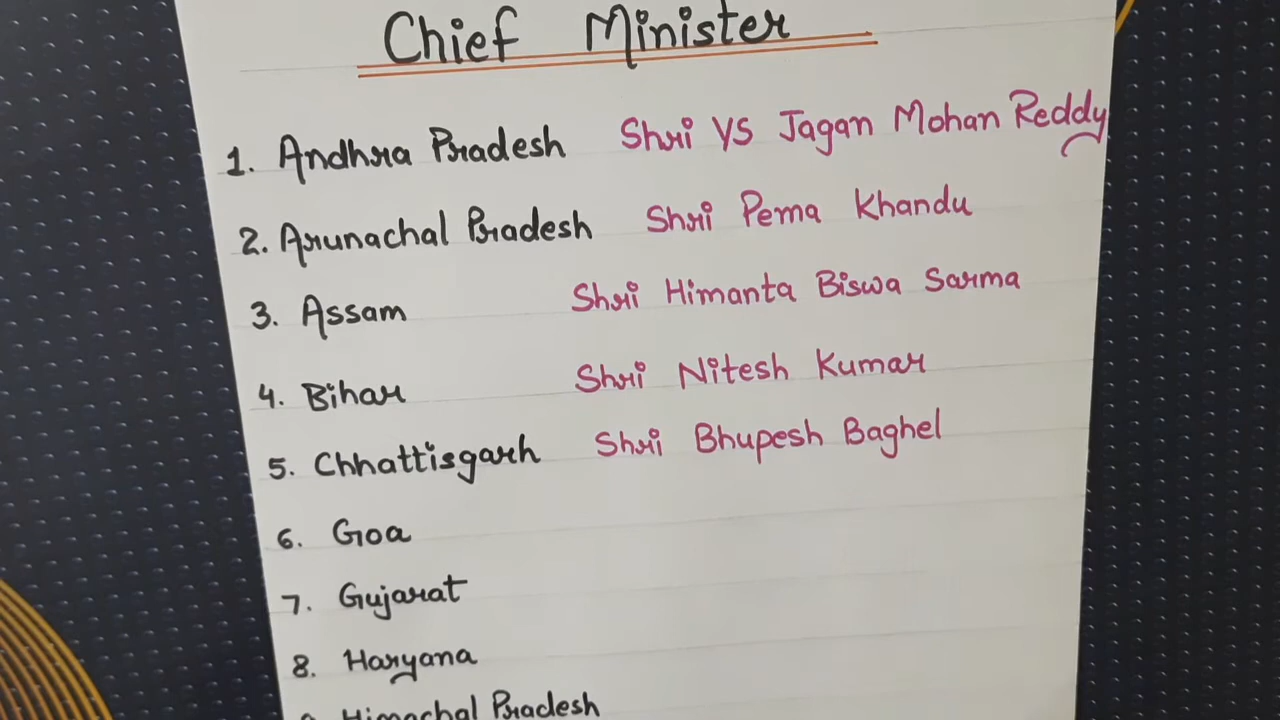 Chief Minister
1. Andhra Pradesh Shri YS Jagan Mohan Reddy
2. Arunachal Pradesh Shri Pema Khandu
3. Assam Shri Himanta Biswa Sarma
4. Bihar Shri Nitesh Kumar
5. Chhattisgarh Shri Bhupesh Baghel
6. Goa
7. Gujarat
8. Haryana
9. Himachal Pradesh